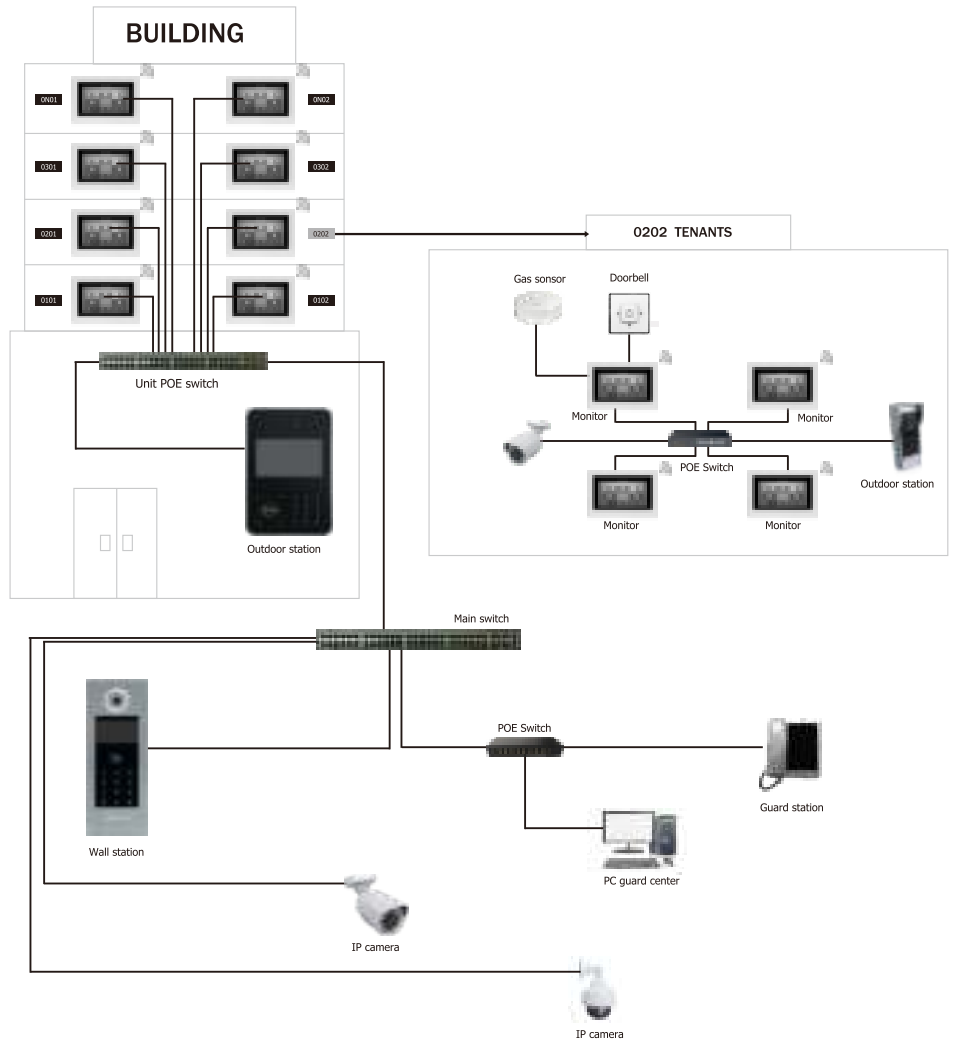 BUILDING
0N01
0N02
0301
0302
0201
0202
0101
0102
Unit POE switch
Outdoor station
0202 TENANTS
Gas sonsor
Doorbell
Monitor
Monitor
POE Switch
Outdoor station
Monitor
Monitor
Main switch
POE Switch
Guard station
Wall station
PC guard center
IP camera
IP camera